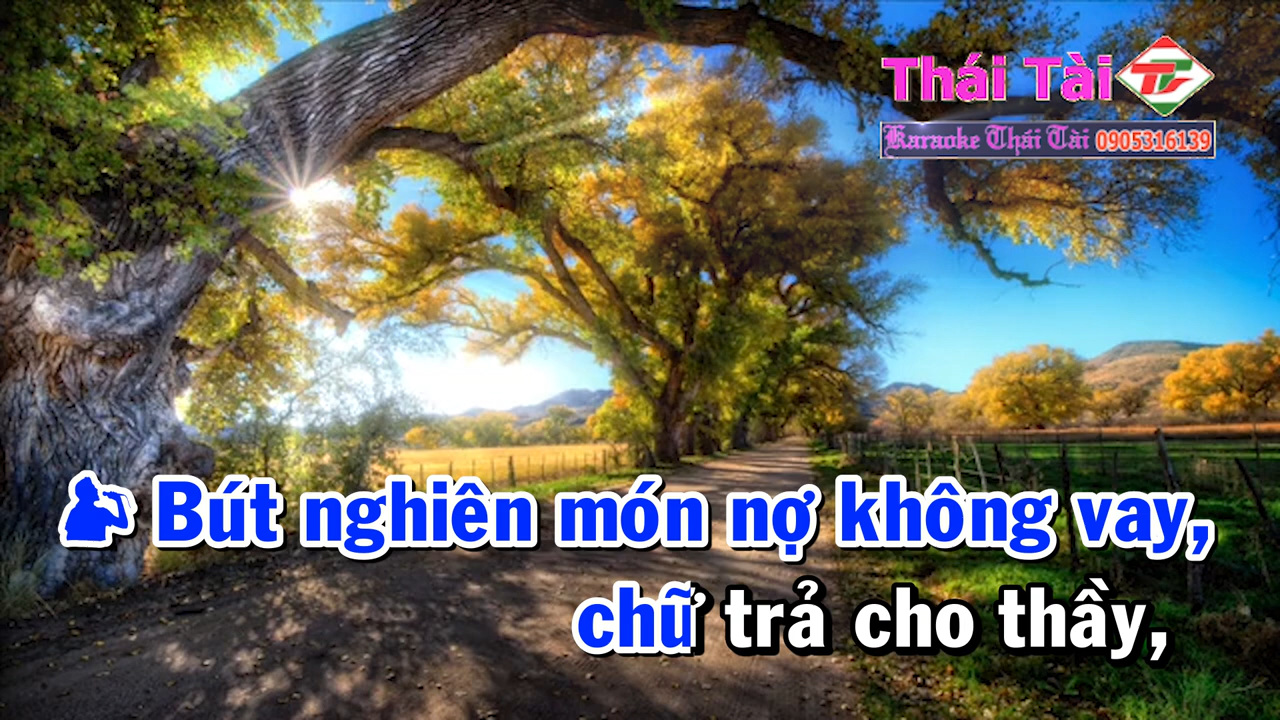 Thái Tài
Karaoke Thái Tài 0905316139
Bút nghiên món nợ không vay,
chữ trả cho thầy,